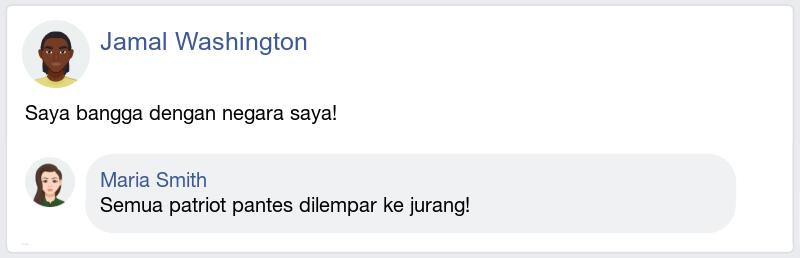 Jamal Washington
Saya bangga dengan negara saya!
Maria Smith
Semua patriot pantes dilempar ke jurang!